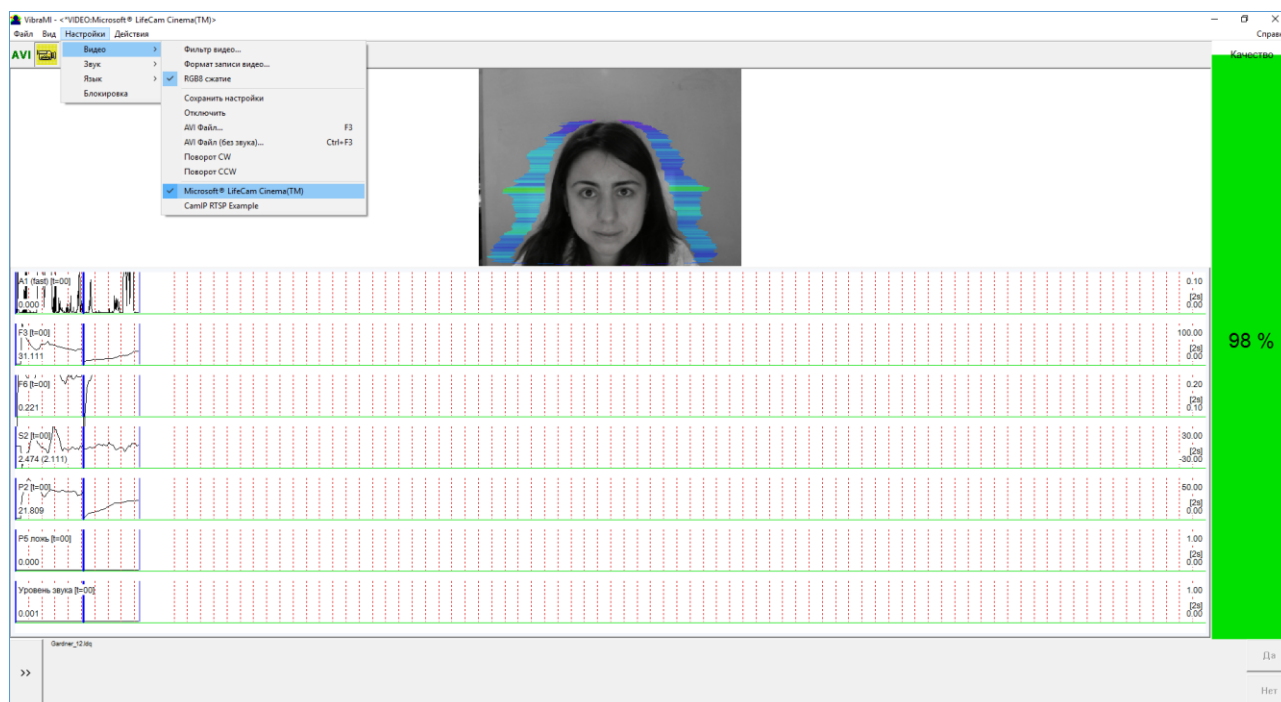 VibraMI - <*VIDEO:Microsoft® LifeCam Cinema(TM)>
Файл Вид Настройки Действия
Справ
AVI
Видео
Звук
Язык
Блокировка
Фильтр видео...
Формат записи видео...
RGB8 сжатие
Сохранить настройки
Отключить
AVI Файл... F3
AVI Файл (без звука)... Ctrl+F3
Поворот CW
Поворот CCW
Microsoft® LifeCam Cinema(TM)
CamIP RTSP Example
Качество
98 %
A1 (fast) [t=00] 0.10
[2s]
0.000 0.00
F3 [t=00] 100.00
[2s]
31.111 0.00
F6 [t=00] 0.20
[2s]
0.221 0.10
S2 [t=00] 30.00
[2s]
2.474 (2.111) -30.00
P2 [t=00] 50.00
[2s]
21.809 0.00
P5 ложь [t=00] 1.00
[2s]
0.000 0.00
Уровень звука [t=00] 1.00
[2s]
0.001 0.00
Gardner_12.ldq
>>
Да
Нет